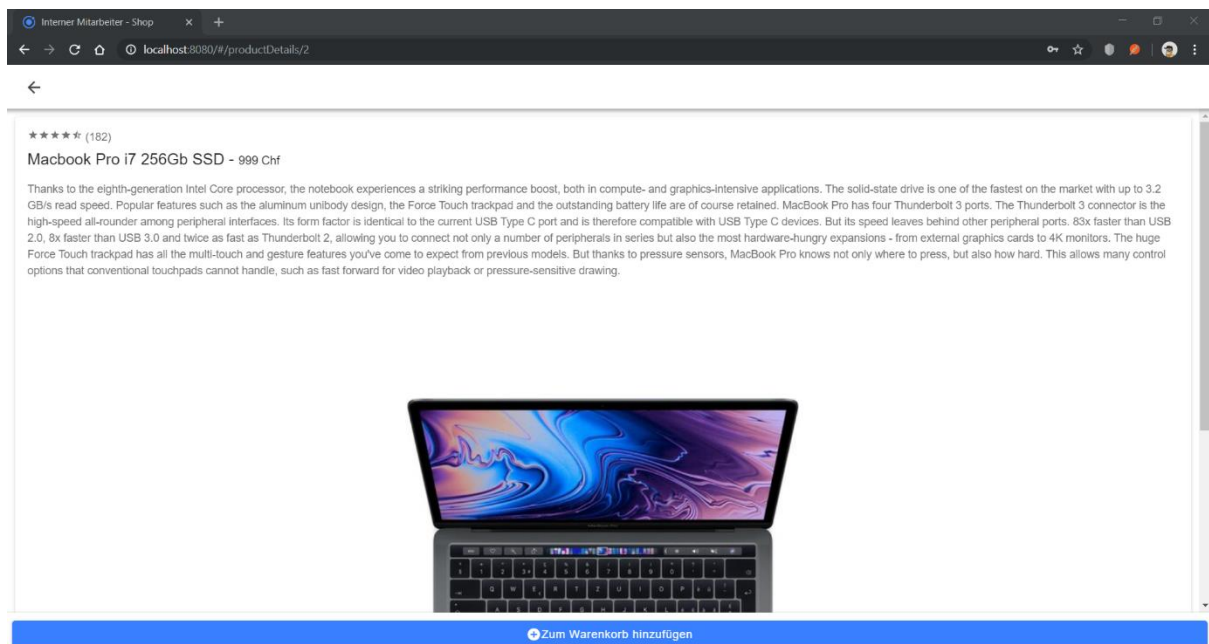 Interner Mitarbeiter - Shop
localhost:8080/#/productDetails/2
(182)
Macbook Pro i7 256Gb SSD - 999 Chf
Thanks to the eighth-generation Intel Core processor, the notebook experiences a striking performance boost, both in compute- and graphics-intensive applications. The solid-state drive is one of the fastest on the market with up to 3.2
GB/s read speed. Popular features such as the aluminum unibody design, the Force Touch trackpad and the outstanding battery life are of course retained. MacBook Pro has four Thunderbolt 3 ports. The Thunderbolt 3 connector is the
high-speed all-rounder among peripheral interfaces. Its form factor is identical to the current USB Type C port and is therefore compatible with USB Type C devices. But its speed leaves behind other peripheral ports. 83x faster than USB
2.0, 8x faster than USB 3.0 and twice as fast as Thunderbolt 2, allowing you to connect not only a number of peripherals in series but also the most hardware-hungry expansions - from external graphics cards to 4K monitors. The huge
Force Touch trackpad has all the multi-touch and gesture features you've come to expect from previous models. But thanks to pressure sensors, MacBook Pro knows not only where to press, but also how hard. This allows many control
options that conventional touchpads cannot handle, such as fast forward for video playback or pressure-sensitive drawing.
Zum Warenkorb hinzufügen